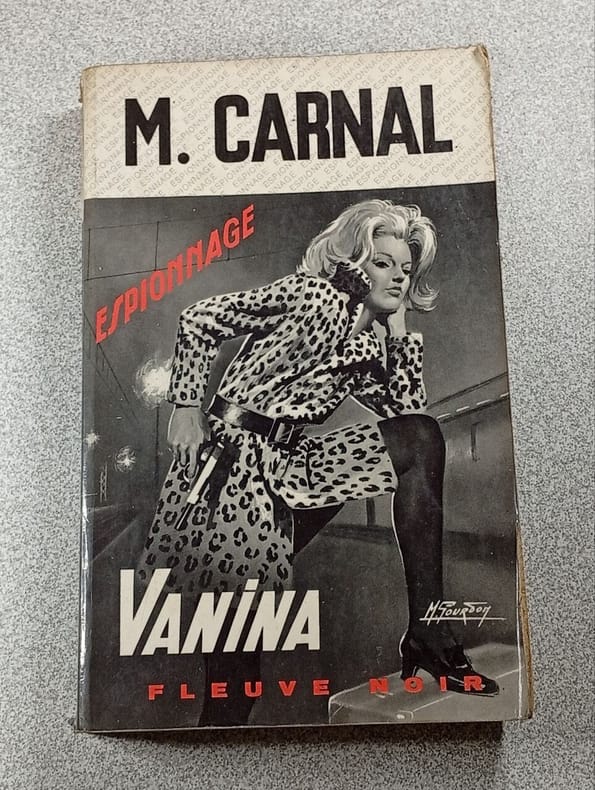 M. CARNAL
ESPIONNAGE
VANINA
M. GOURDON
FLEUVE NOIR